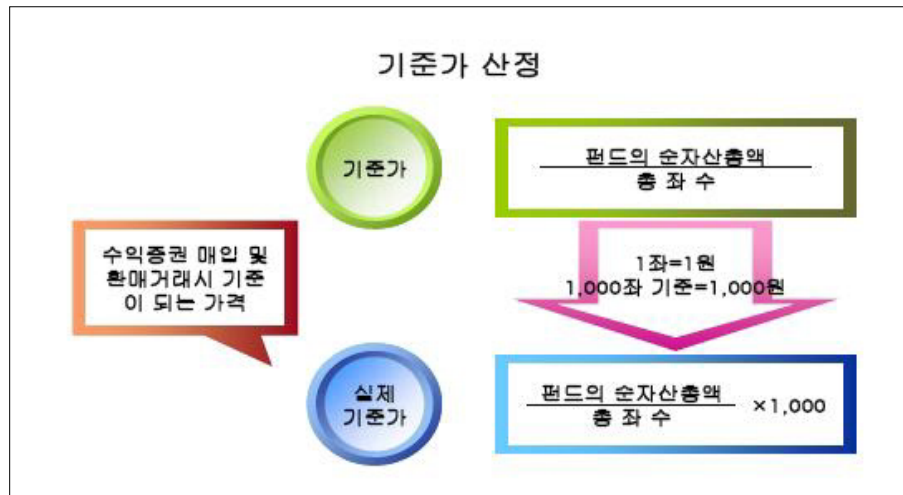 기준가 산정
기준가
펀드의 순자산총액
총 좌 수
수익증권 매입 및
환매거래시 기준
이 되는 가격
1좌=1원
1,000좌 기준=1,000원
실제
기준가
펀드의 순자산총액
총 좌 수
×1,000